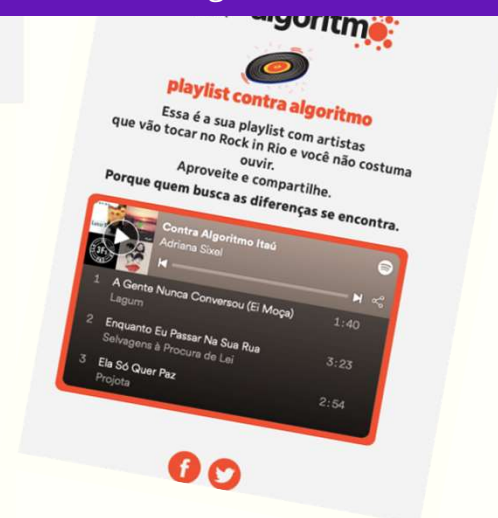 algoritmo
playlist contra algoritmo
Essa é a sua playlist com artistas
que vão tocar no Rock in Rio e você não costuma
ouvir.
Aproveite e compartilhe.
Porque quem busca as diferenças se encontra.
Contra Algoritmo Itaú
Adriana Sixel
1 A Gente Nunca Conversou (Ei Moça) 1:40
Lagum
2 Enquanto Eu Passar Na Sua Rua 3:23
Selvagens à Procura de Lei
3 Ela Só Quer Paz 2:54
Projota